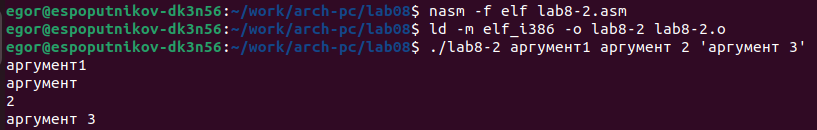 egor@espoputnikov-dk3n56:~/work/arch-pc/lab08$ nasm -f elf lab8-2.asm
egor@espoputnikov-dk3n56:~/work/arch-pc/lab08$ ld -m elf_i386 -o lab8-2 lab8-2.o
egor@espoputnikov-dk3n56:~/work/arch-pc/lab08$ ./lab8-2 аргумент1 аргумент 2 'аргумент 3'
аргумент1
аргумент
2
аргумент 3